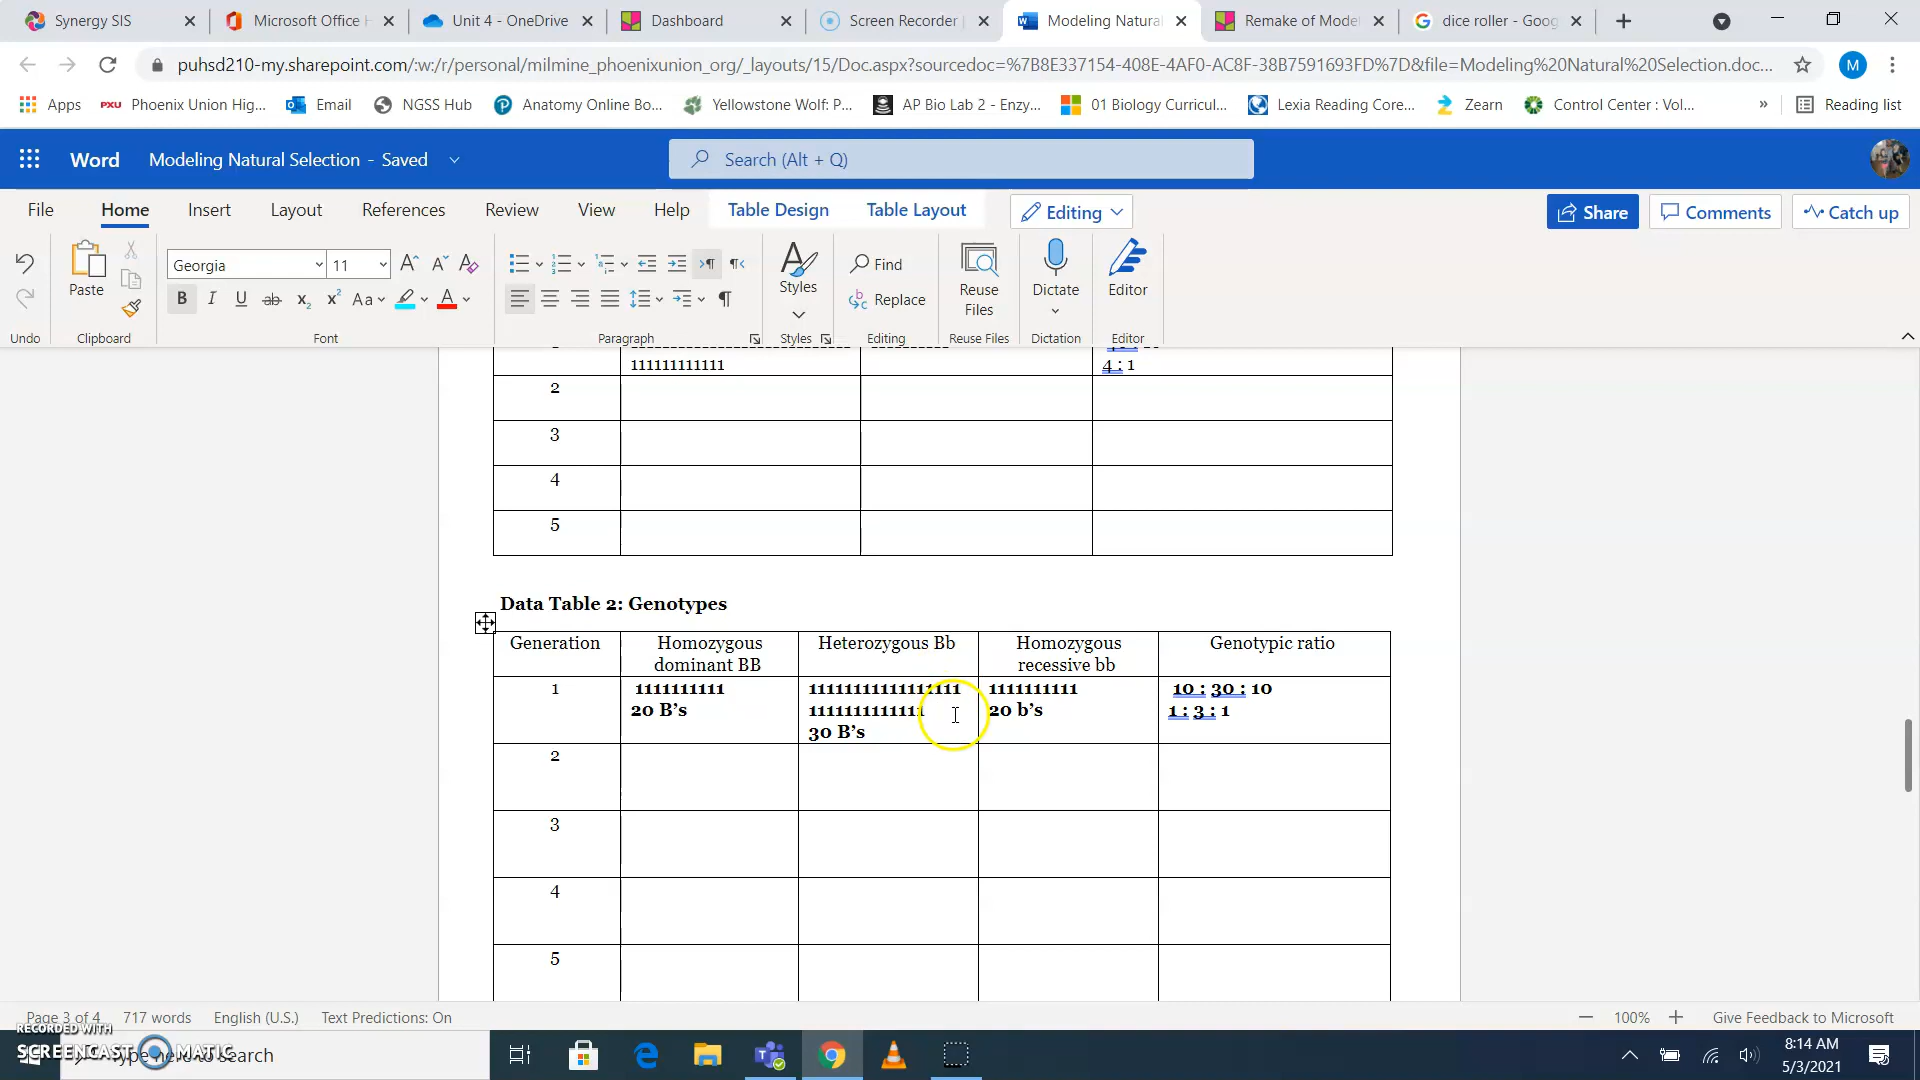 Synergy SIS
Microsoft Office H
Unit 4 - OneDrive
Dashboard
Screen Recorder
Modeling Natural
Remake of Model
dice roller - Goog
puhsd210-my.sharepoint.com/:w:/r/personal/milmine_phoenixunion_org/_layouts/15/Doc.aspx?sourcedoc=%7B8E337154-408E-4AF0-AC8F-38B7591693FD%7D&file=Modeling%20Natural%20Selection.doc...
M
Apps
PXU Phoenix Union Hig...
Email
NGSS Hub
Anatomy Online Bo...
Yellowstone Wolf: P...
AP Bio Lab 2 - Enzy...
01 Biology Curricul...
Lexia Reading Core...
Zearn
Control Center : Vol...
»
Reading list
Word
Modeling Natural Selection - Saved
Search (Alt + Q)
File Home Insert Layout References Review View Help Table Design Table Layout
Editing
Share
Comments
Catch up
Paste
Georgia
11
Styles
Find
Replace
Reuse
Files
Dictate
Editor
Undo
Clipboard
Font
Paragraph
Styles
Editing
Reuse Files
Dictation
Editor
111111111111
4 : 1
2
3
4
5
Data Table 2: Genotypes
Generation
Homozygous
dominant BB
Heterozygous Bb
Homozygous
recessive bb
Genotypic ratio
1
1111111111
20 B’s
11111111111111111
1111111111111
30 B’s
1111111111
20 b’s
10 : 30 : 10
1 : 3 : 1
2
3
4
5
Page 3 of 4
717 words
English (U.S.)
Text Predictions: On
100%
Give Feedback to Microsoft
RECORDED WITH
SCREENCAST MATIC
Type here to search
8:14 AM
5/3/2021